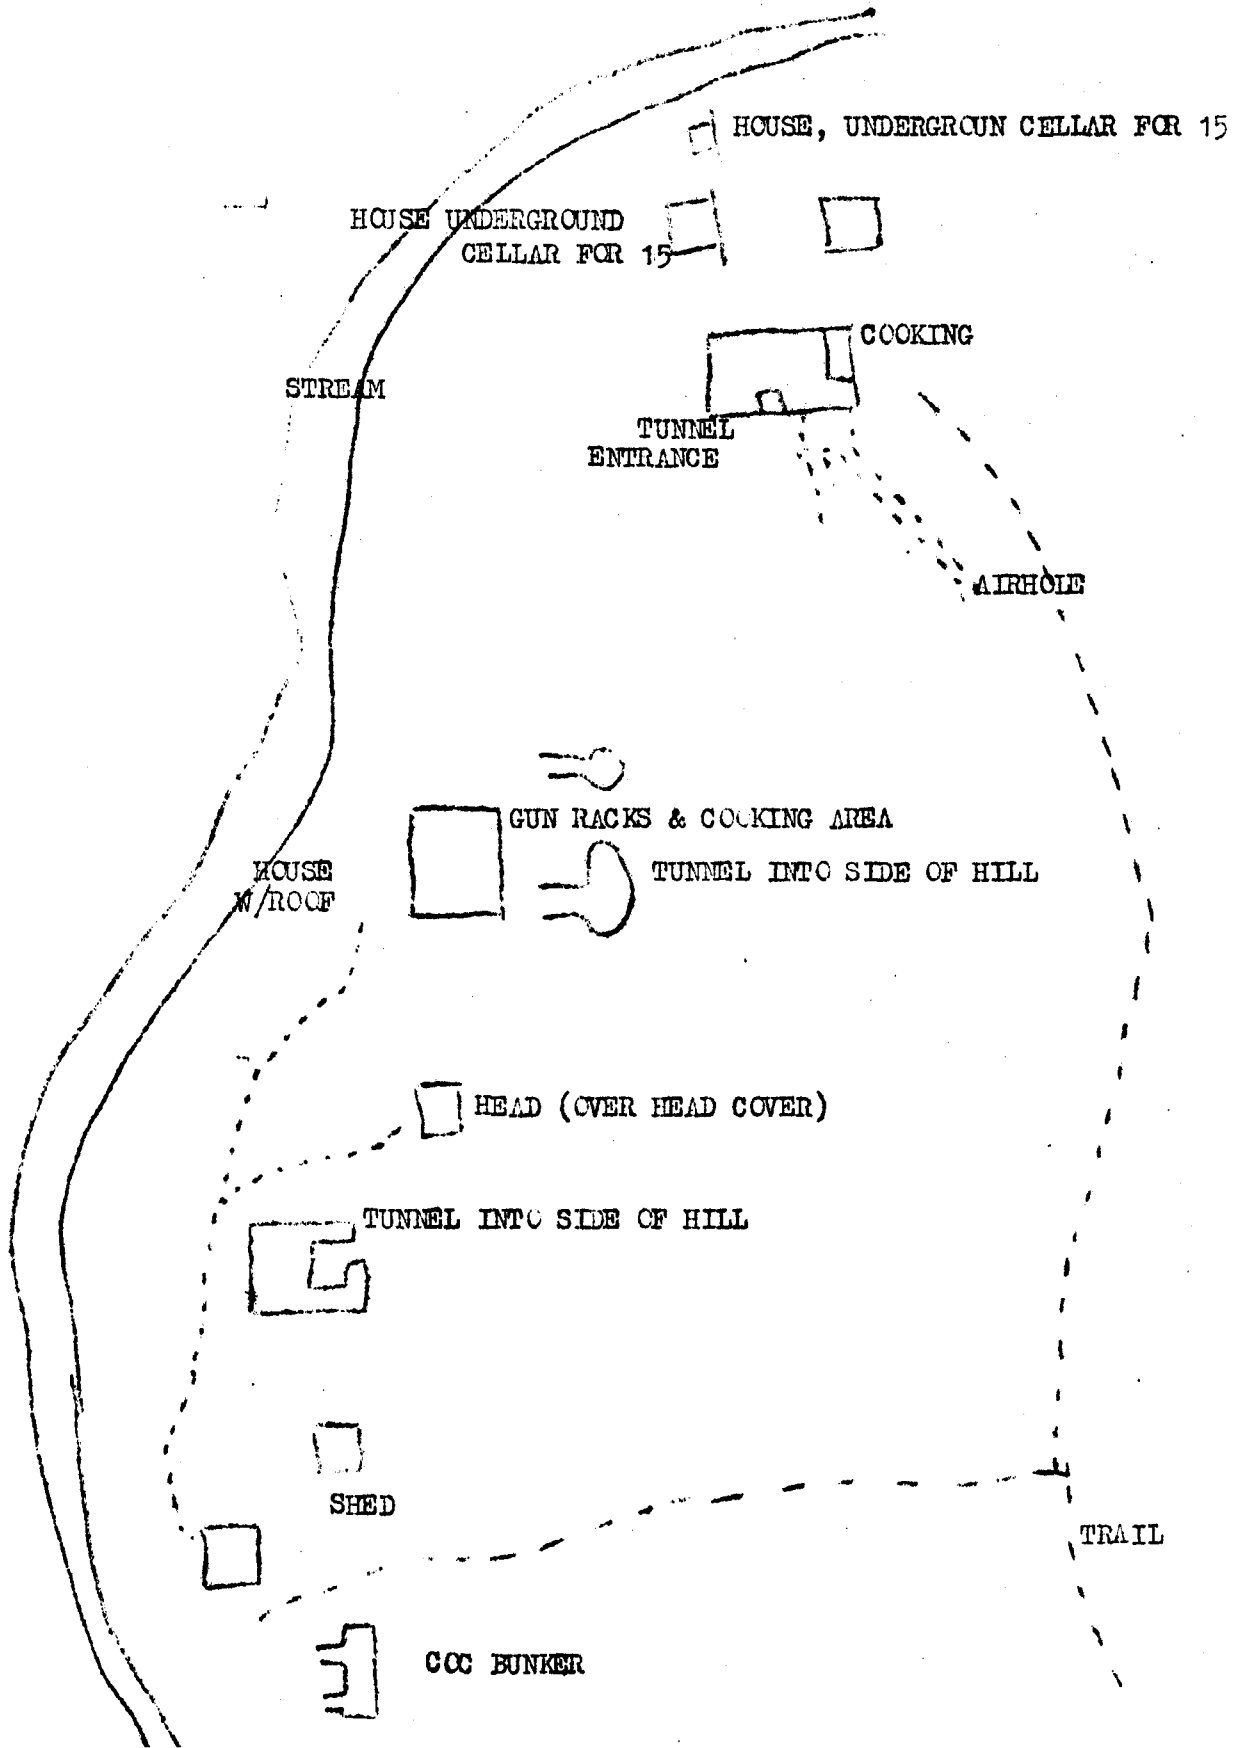 HOUSE, UNDERGROUN CELLAR FOR 15
HOUSE UNDERGROUND
CELLAR FOR 15
COOKING
STREAM
TUNNEL
ENTRANCE
AIRHOLE
GUN RACKS & COOKING AREA
HOUSE
W/ROOF
TUNNEL INTO SIDE OF HILL
HEAD (OVER HEAD COVER)
TUNNEL INTO SIDE OF HILL
SHED
TRAIL
COC BUNKER